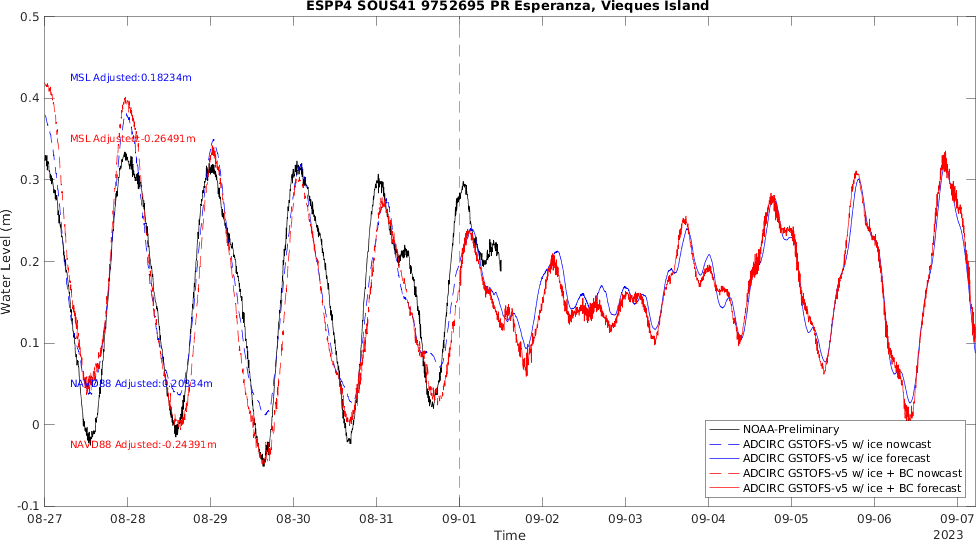 ESPP4 SOUS41 9752695 PR Esperanza, Vieques Island
0.5
0.4
0.3
0.2
0.1
0
-0.1
Water Level (m)
MSL Adjusted:0.18234m
MSL Adjusted:-0.26491m
NAVD88 Adjusted:0.20334m
NAVD88 Adjusted:-0.24391m
NOAA-Preliminary
ADCIRC GSTOFS-v5 w/ ice nowcast
ADCIRC GSTOFS-v5 w/ ice forecast
ADCIRC GSTOFS-v5 w/ ice + BC nowcast
ADCIRC GSTOFS-v5 w/ ice + BC forecast
08-27 08-28 08-29 08-30 08-31 09-01 09-02 09-03 09-04 09-05 09-06 09-07
2023
Time